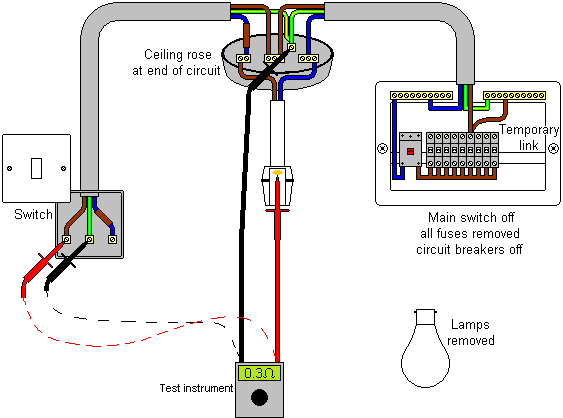 Ceiling rose
at end of circuit
Temporary
link
Switch
Main switch off
all fuses removed
circuit breakers off
Lamps
removed
0.3Ω
Test instrument